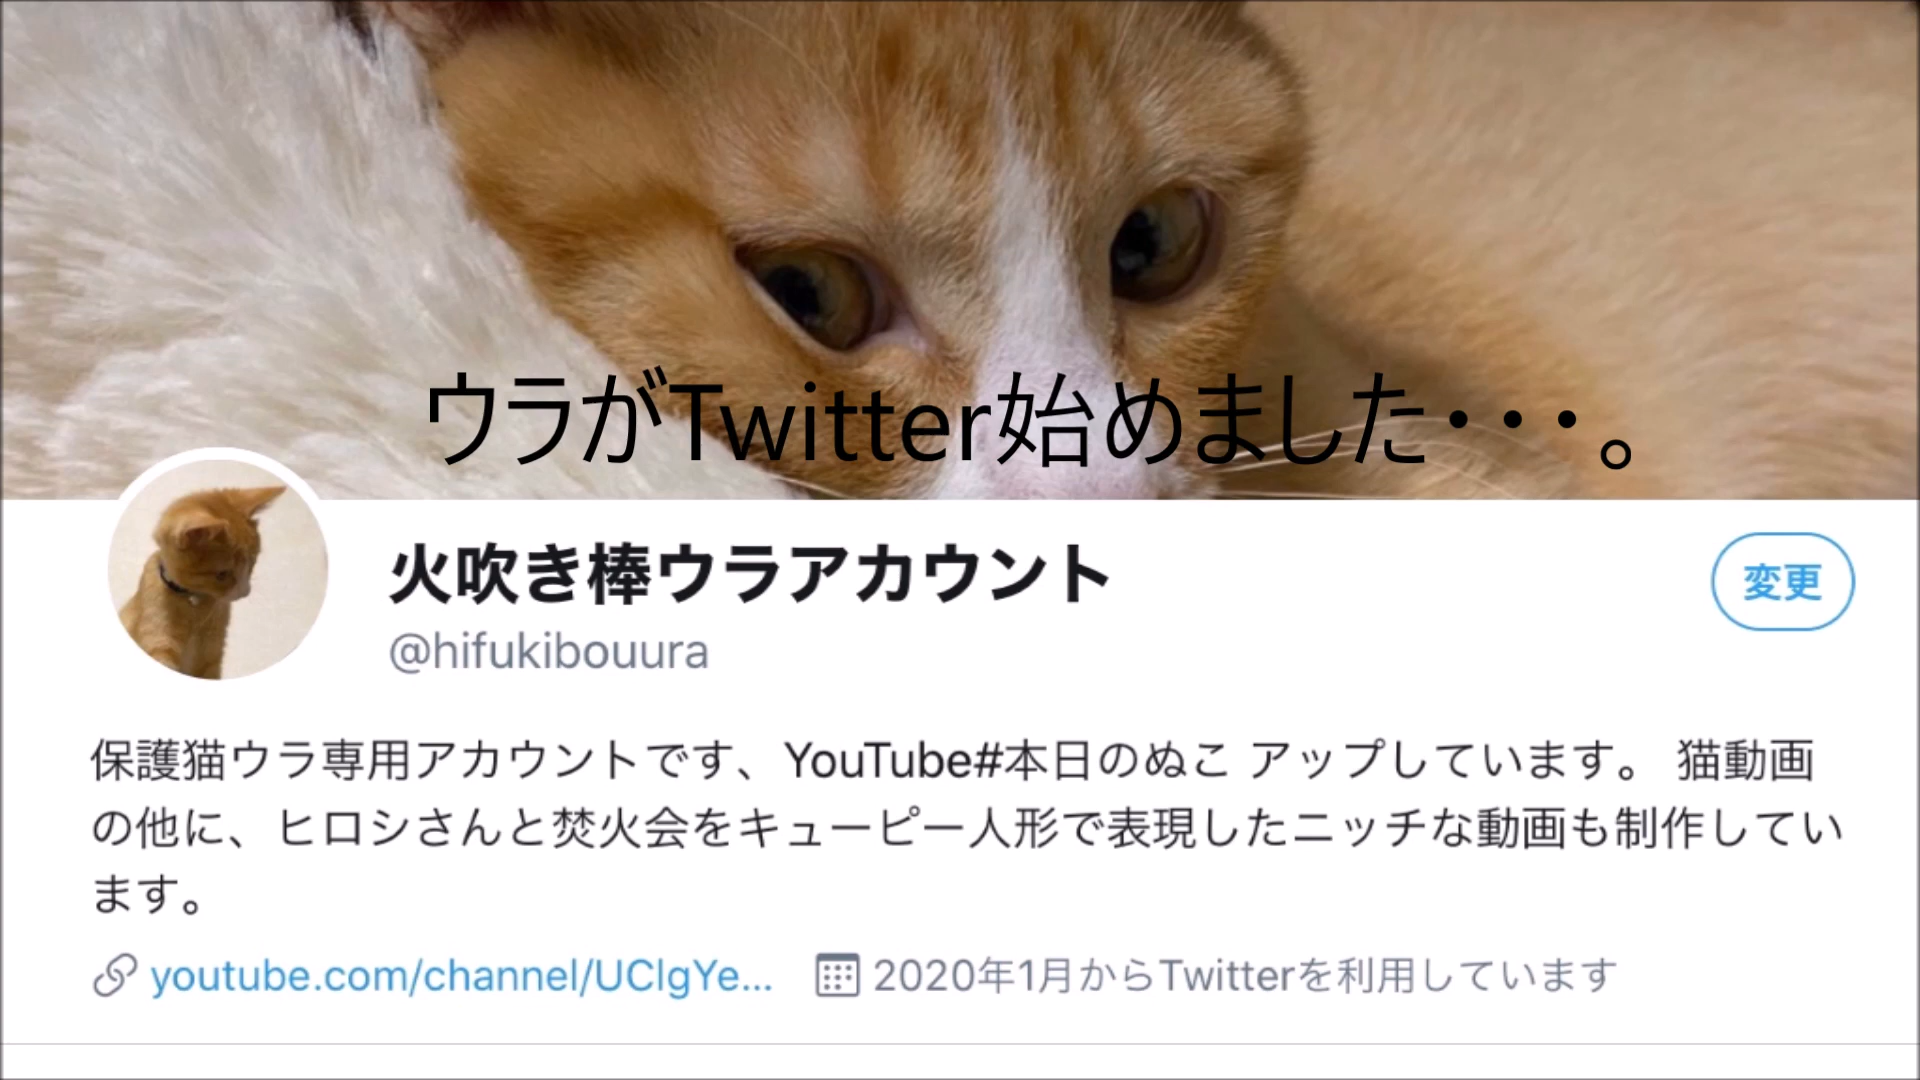 ウラがTwitter始めました・・・。
火吹き棒ウラアカウント
変更
@hifukibouura
保護猫ウラ専用アカウントです、YouTube#本日のぬこ アップしています。 猫動画
の他に、ヒロシさんと焚火会をキューピー人形で表現したニッチな動画も制作してい
ます。
youtube.com/channel/UClgYe... 2020年1月からTwitterを利用しています